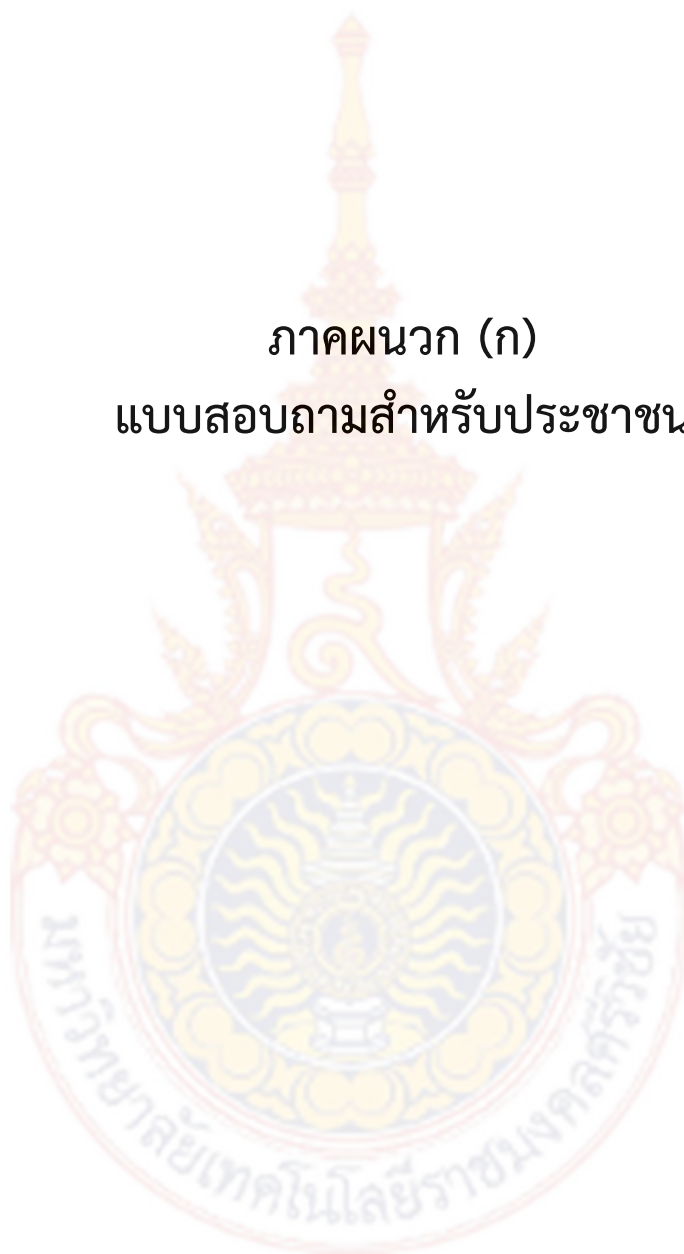 ภาคผนวก (ก)
แบบสอบถามสำหรับประชาชน
มหาวิทยาลัยเทคโนโลยีราชมงคลศรีวิชัย